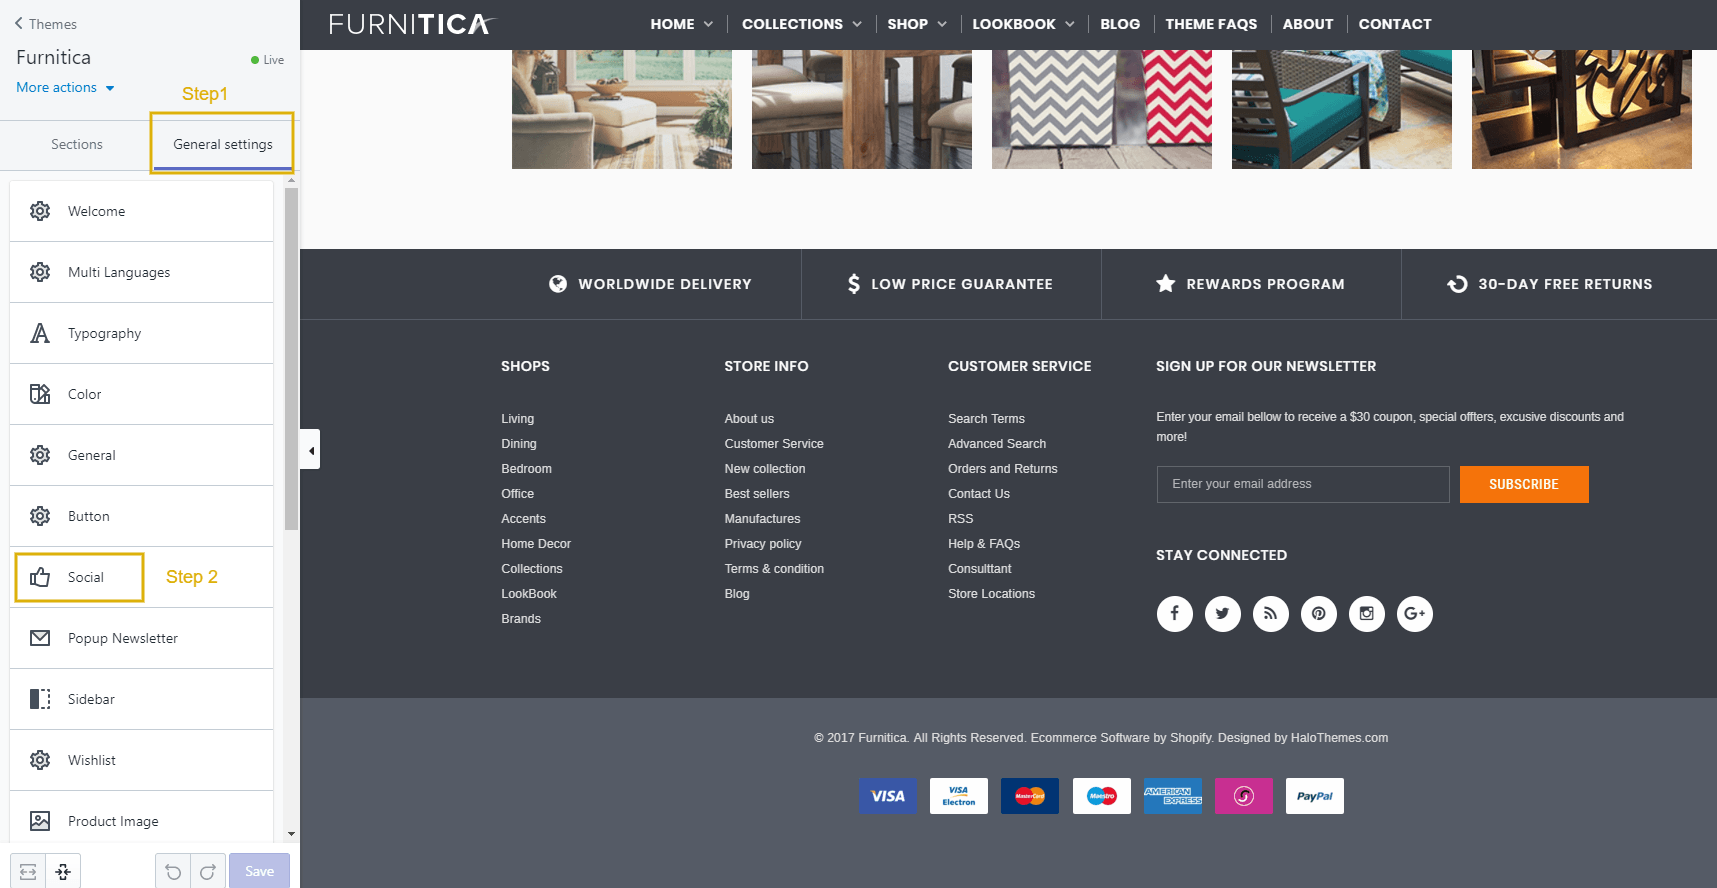 Themes
Furnitica
Live
More actions
Step1
Sections
General settings
Welcome
Multi Languages
Typography
Color
General
Button
Social
Step 2
Popup Newsletter
Sidebar
Wishlist
Product Image
Save
FURNITICA
HOME COLLECTIONS SHOP LOOKBOOK BLOG THEME FAQS ABOUT CONTACT
WORLDWIDE DELIVERY
LOW PRICE GUARANTEE
REWARDS PROGRAM
30-DAY FREE RETURNS
SHOPS
Living
Dining
Bedroom
Office
Accents
Home Decor
Collections
LookBook
Brands
STORE INFO
About us
Customer Service
New collection
Best sellers
Manufactures
Privacy policy
Terms & condition
Blog
CUSTOMER SERVICE
Search Terms
Advanced Search
Orders and Returns
Contact Us
RSS
Help & FAQs
Consulttant
Store Locations
SIGN UP FOR OUR NEWSLETTER
Enter your email bellow to receive a $30 coupon, special offters, excusive discounts and
more!
Enter your email address
SUBSCRIBE
STAY CONNECTED
G+
© 2017 Furnitica. All Rights Reserved. Ecommerce Software by Shopify. Designed by HaloThemes.com
VISA
VISA
Electron
MasterCard
Maestro
AMERICAN
EXPRESS
PayPal